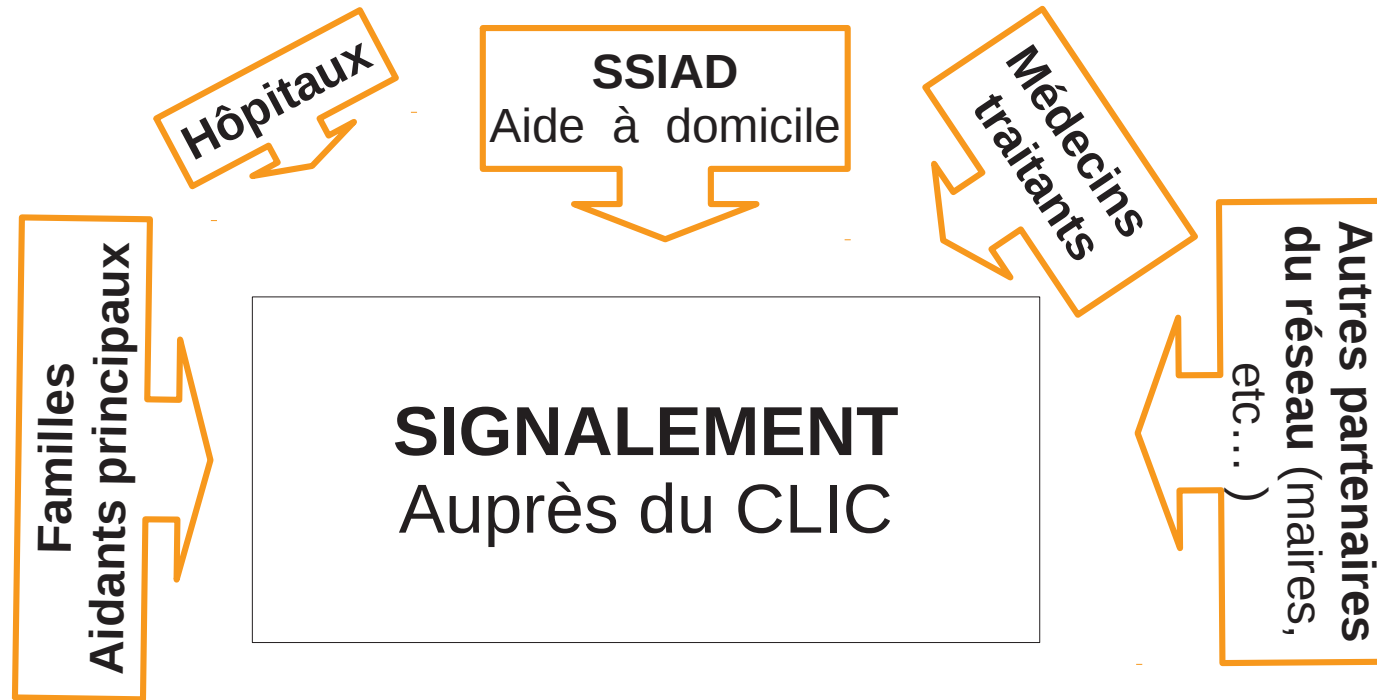 Hôpitaux
SSIAD
Aide à domicile
Médecins
traitants
Familles
Aidants principaux
SIGNALEMENT
Auprès du CLIC
Autres partenaires
du réseau (maires,
etc… )